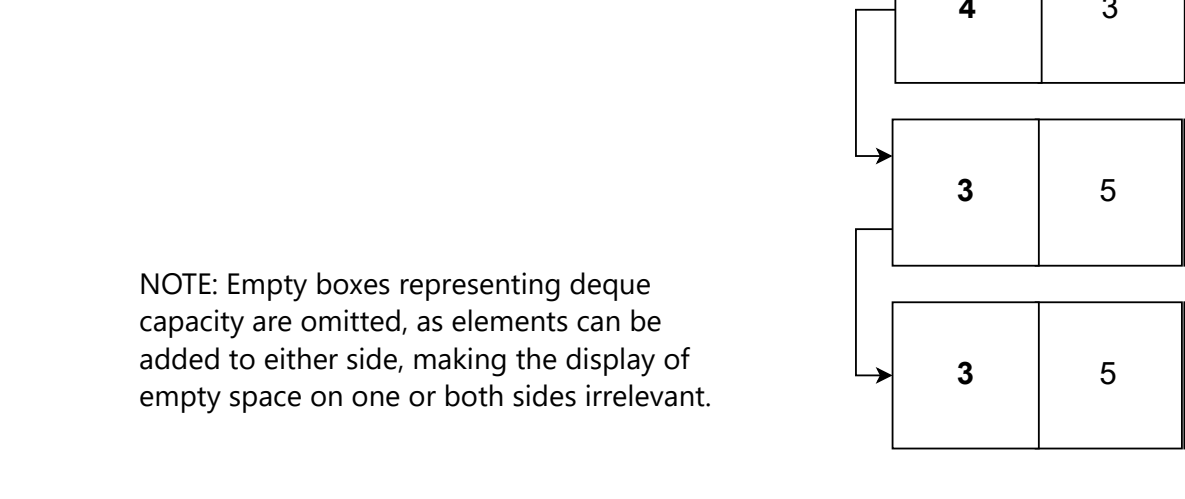 4 3
3 5
NOTE: Empty boxes representing deque
capacity are omitted, as elements can be
added to either side, making the display of
empty space on one or both sides irrelevant.
3 5